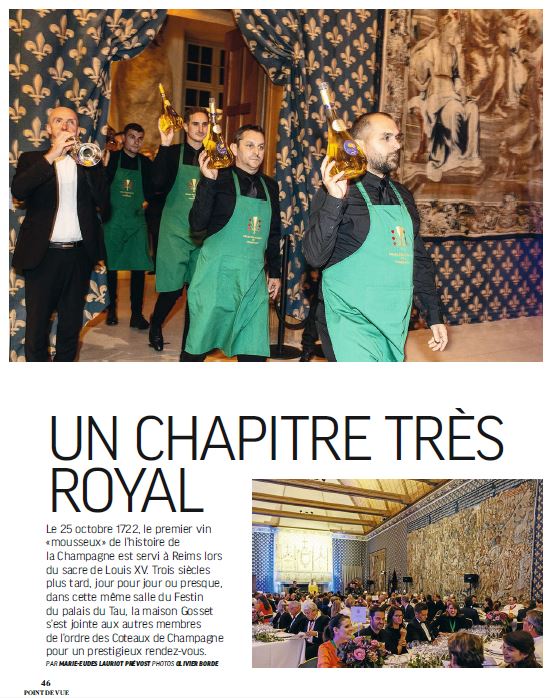 UN CHAPITRE TRÈS
ROYAL
Le 25 octobre 1722, le premier vin
«mousseux» de l'histoire de
la Champagne est servi à Reims lors
du sacre de Louis XV. Trois siècles
plus tard, jour pour jour ou presque,
dans cette même salle du Festin
du palais du Tau, la maison Gosset
s'est jointe aux autres membres
de l'ordre des Coteaux de Champagne
pour un prestigieux rendez-vous.
PAR MARIE-EUDES LAURIOT PRÉVOST PHOTOS OLIVIER BORDE
46
POINT DE VUE